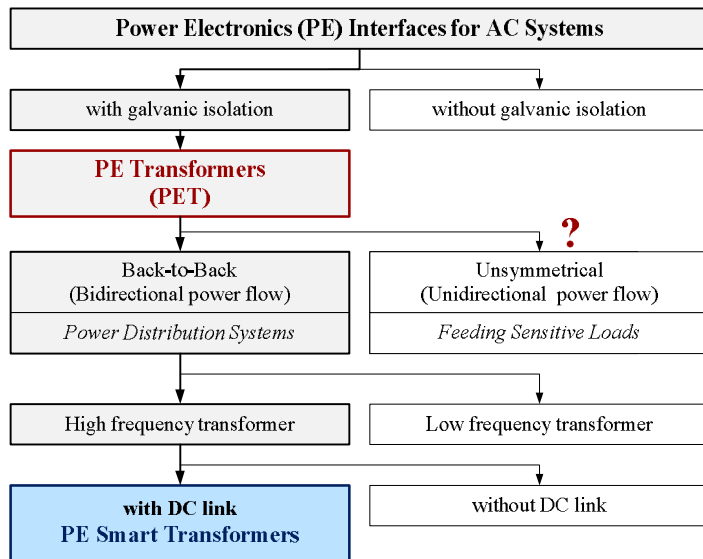 Power Electronics (PE) Interfaces for AC Systems
with galvanic isolation
without galvanic isolation
PE Transformers
(PET)
?
Back-to-Back
(Bidirectional power flow)
Power Distribution Systems
Unsymmetrical
(Unidirectional power flow)
Feeding Sensitive Loads
High frequency transformer
Low frequency transformer
with DC link
PE Smart Transformers
without DC link